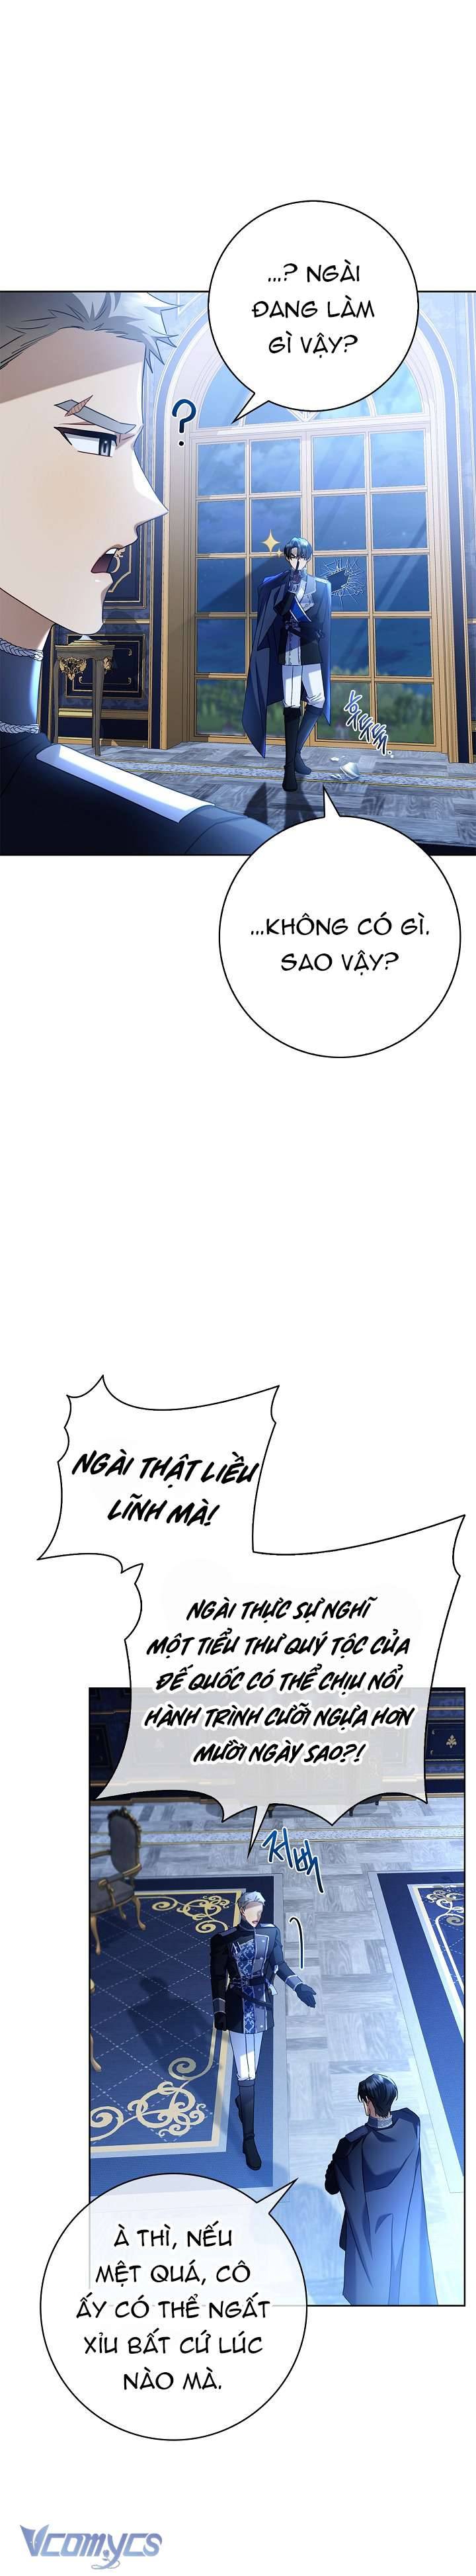 ...? NGÀI
ĐANG LÀM
GÌ VẬY?
?
...KHÔNG CÓ GÌ.
SAO VẬY?
NGÀI THẬT LIỀU
LĨNH MÀ!
NGÀI THỰC SỰ NGHĨ
MỘT TIỂU THƯ QUÝ TỘC CỦA
ĐẾ QUỐC CÓ THỂ CHỊU NỔI
HÀNH TRÌNH CƯỠI NGỰA HƠN
MƯỜI NGÀY SAO?!
저벅
À THÌ, NẾU
MỆT QUÁ, CÔ
ẤY CÓ THỂ NGẤT
XỈU BẤT CỨ LÚC
NÀO MÀ.
VCOMYCS